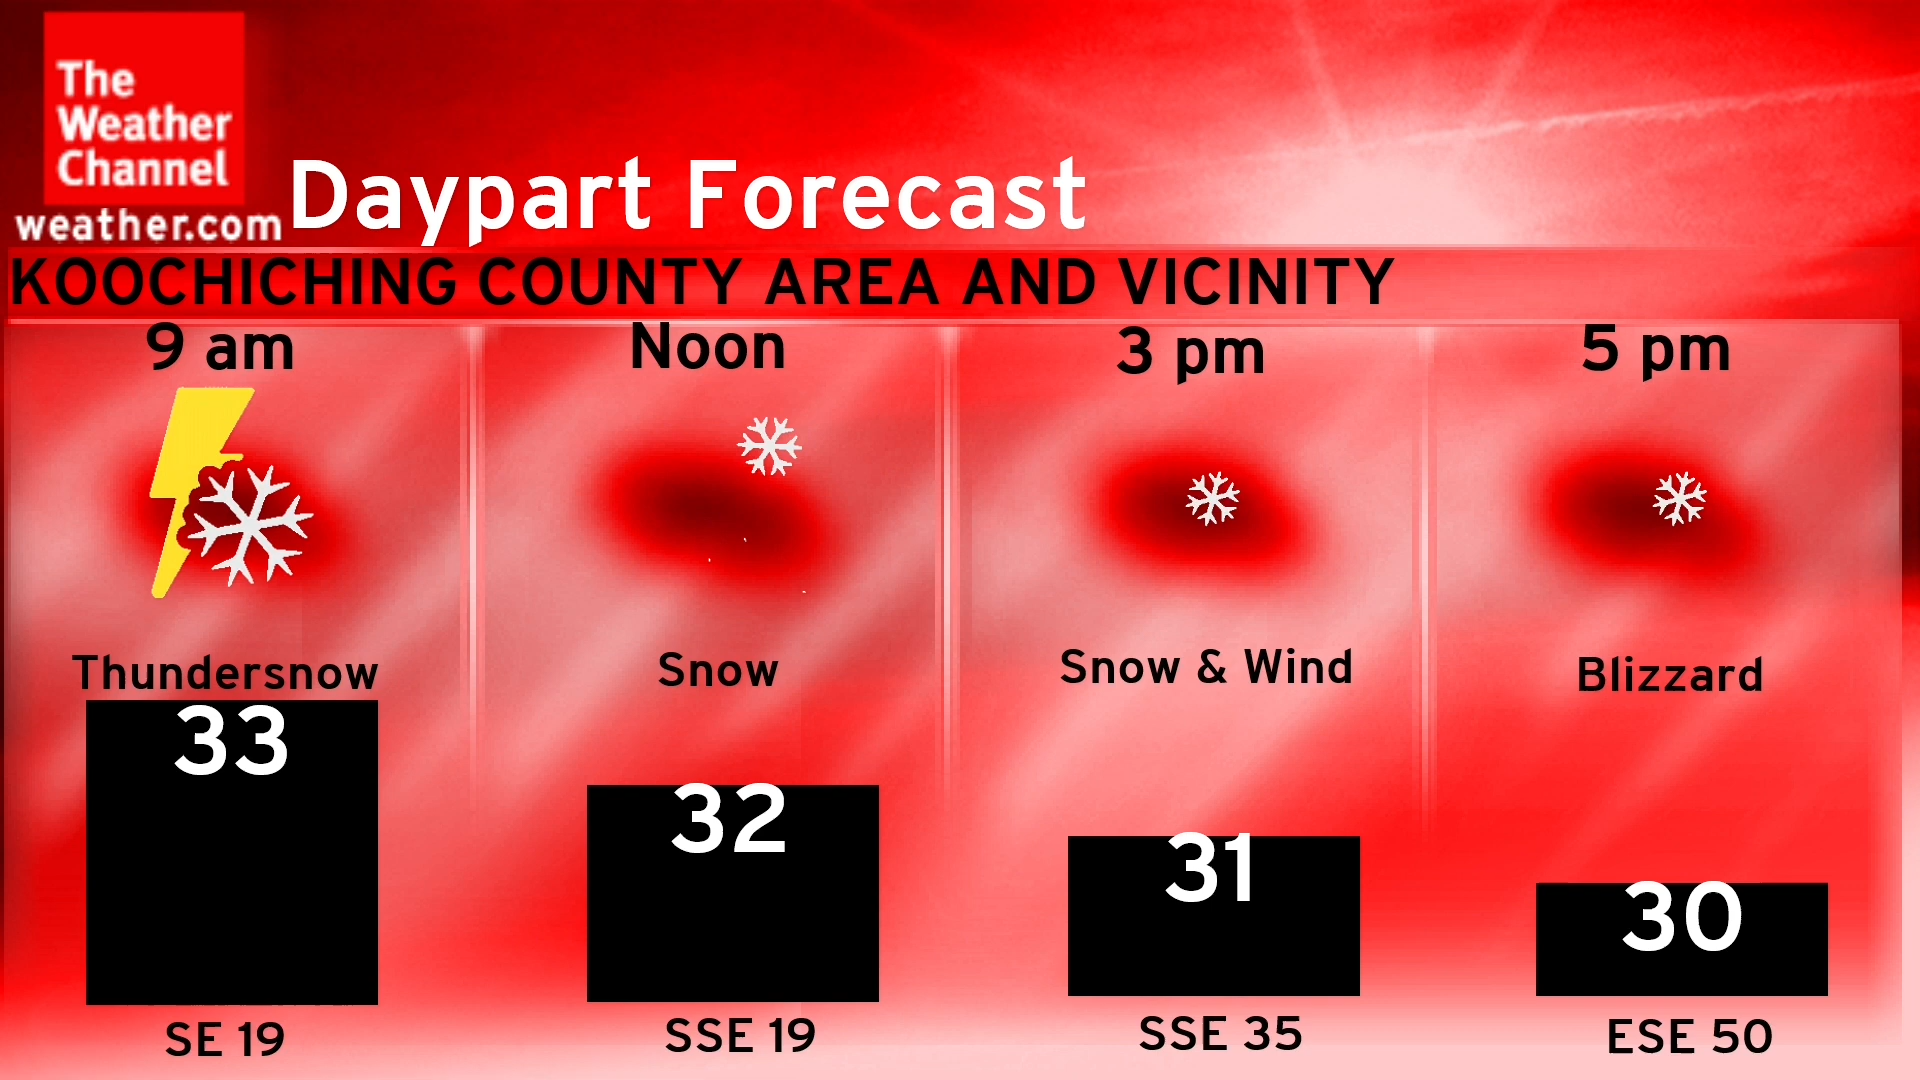 The
Weather
Channel
weather.com
Daypart Forecast
KOOCHICHING COUNTY AREA AND VICINITY
9 am
Noon
3 pm
5 pm
Thundersnow
Snow
Snow & Wind
Blizzard
33
32
31
30
SE 19
SSE 19
SSE 35
ESE 50